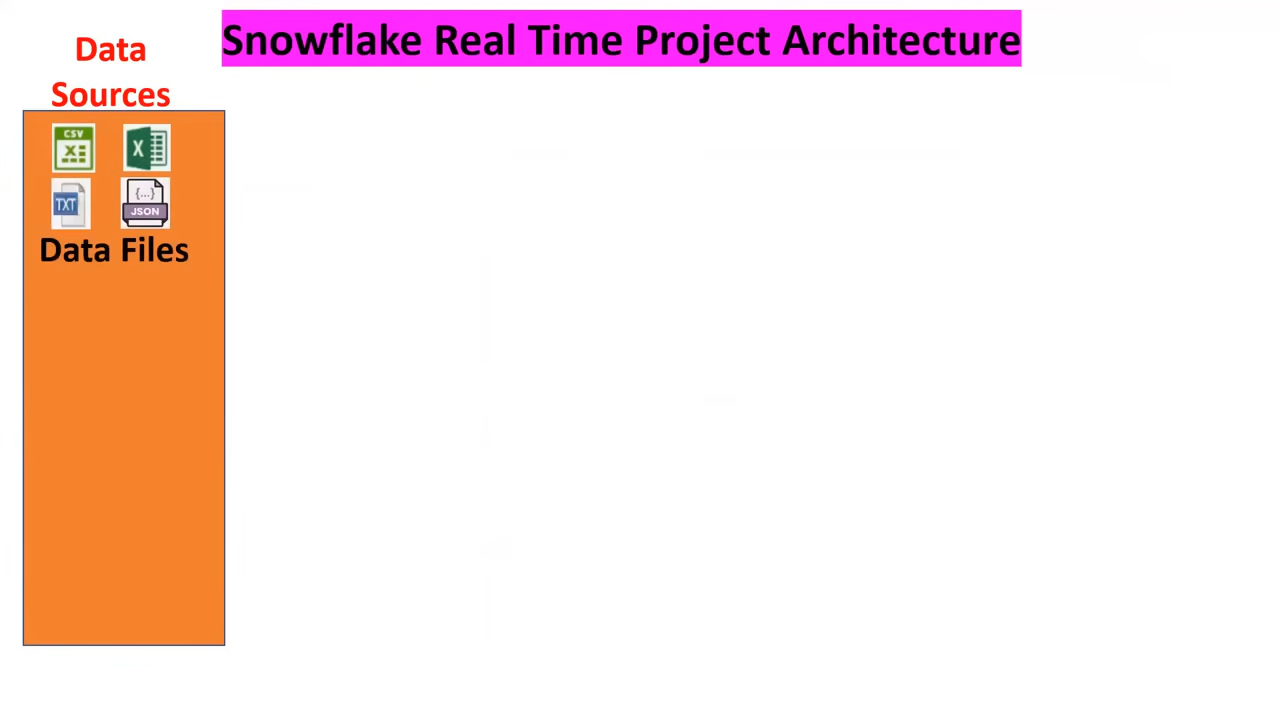 Snowflake Real Time Project Architecture
Data
Sources
CSV
X
X
TXT
{...}
JSON
Data Files